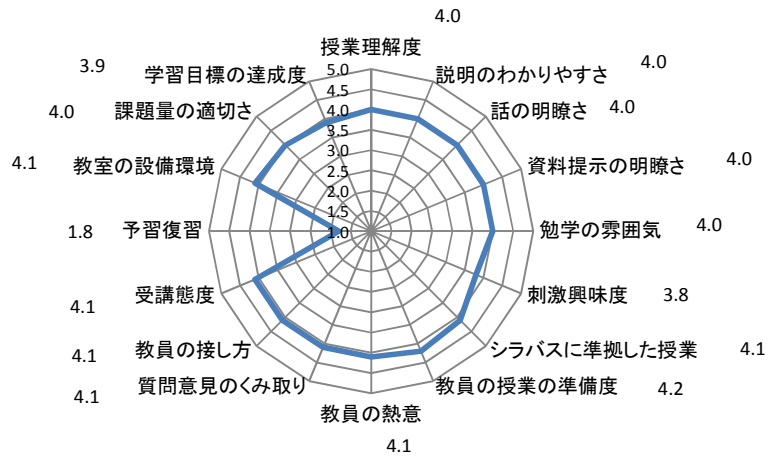 4.0
授業理解度
説明のわかりやすさ
4.0
話の明瞭さ
4.0
資料提示の明瞭さ
4.0
勉学の雰囲気
4.0
刺激興味度
3.8
シラバスに準拠した授業
4.1
教員の授業の準備度
4.2
教員の熱意
4.1
質問意見のくみ取り
4.1
教員の接し方
4.1
受講態度
4.1
予習復習
1.8
教室の設備環境
4.1
課題量の適切さ
4.0
学習目標の達成度
3.9
5.0
4.5
4.0
3.5
3.0
2.5
2.0
1.5
1.0